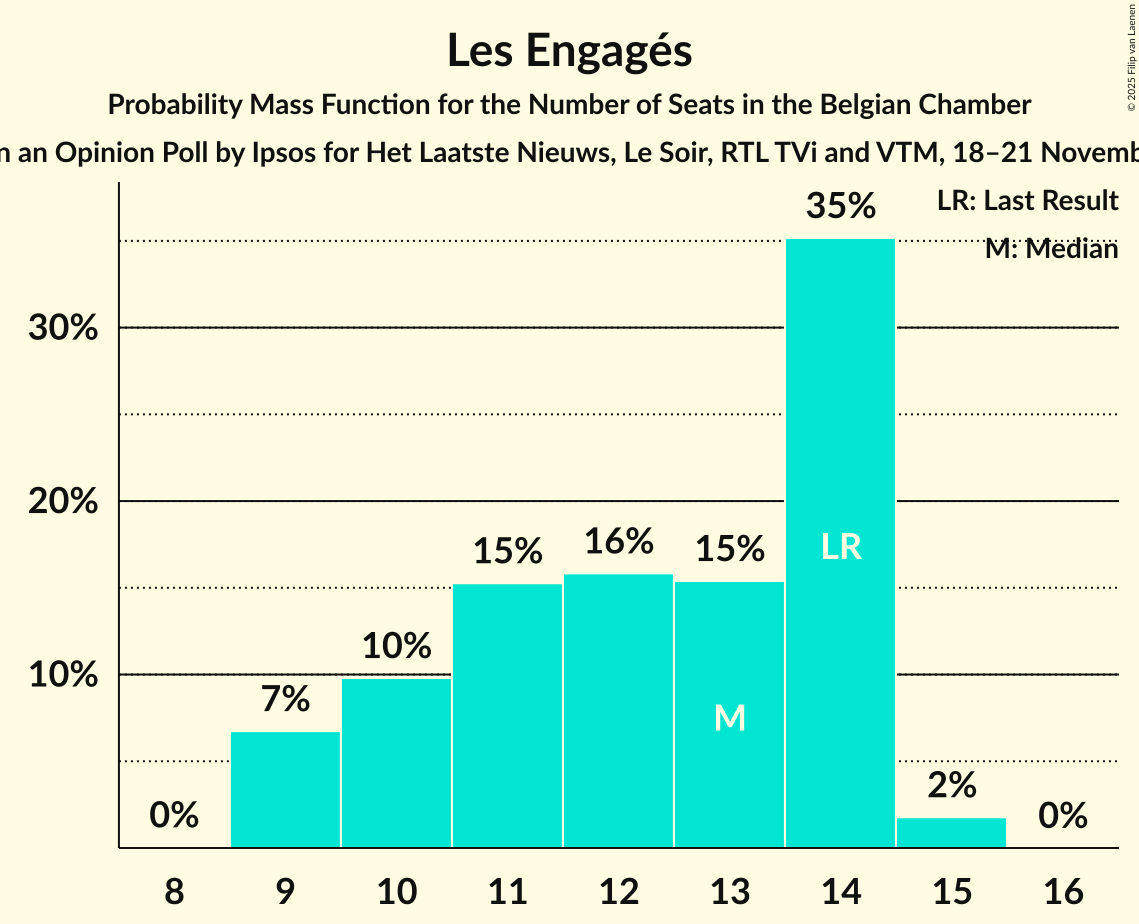 Les Engagés
Probability Mass Function for the Number of Seats in the Belgian Chamber
an Opinion Poll by Ipsos for Het Laatste Nieuws, Le Soir, RTL TVi and VTM, 18–21
© 2025 Filip van Laenen
LR: Last Result
M: Median
35%
30%
20%
10%
0%
7%
10%
15%
16%
15%
LR
M
2%
0%
8 9 10 11 12 13 14 15 16